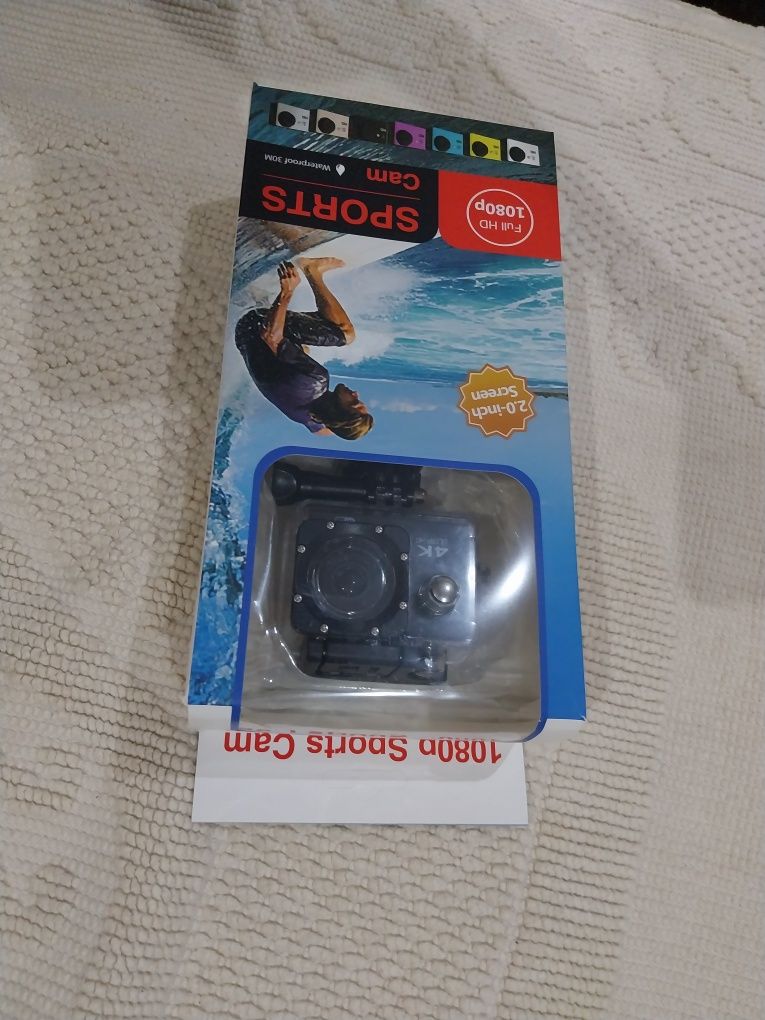 1080p Sports Cam
4K
2.0-inch
Screen
Full HD
1080p
SPORTS
Cam
Waterproof 30M